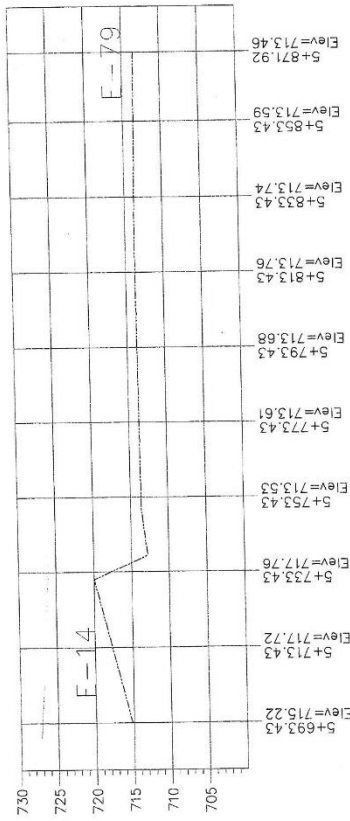 730
725
720
715
710
705
E-14
E-79
5+693.43
Elev=715.22
5+713.43
Elev=717.72
5+733.43
Elev=717.76
5+753.43
Elev=713.53
5+773.43
Elev=713.61
5+793.43
Elev=713.68
5+813.43
Elev=713.76
5+833.43
Elev=713.74
5+853.43
Elev=713.59
5+871.92
Elev=713.46